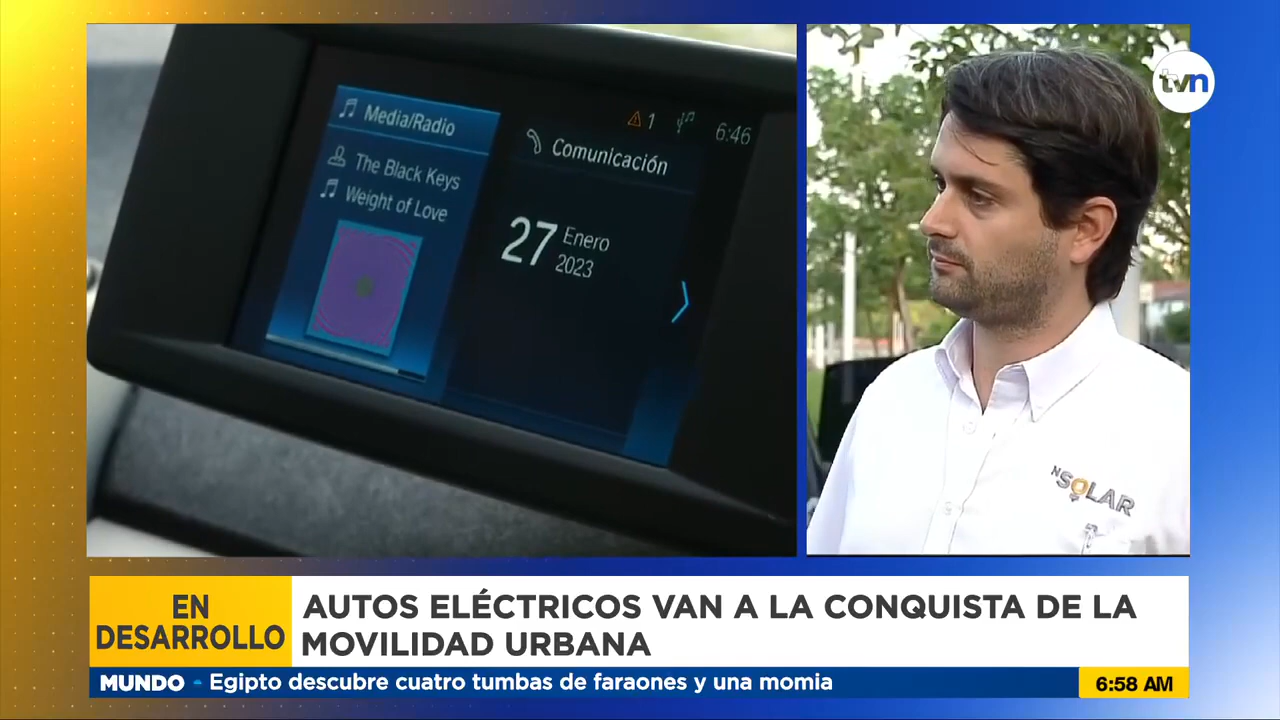 Media/Radio
The Black Keys
Weight of Love
1
6:46
Comunicación
27
Enero
2023
tvn
NSOLAR
EN
DESARROLLO
AUTOS ELÉCTRICOS VAN A LA CONQUISTA DE LA
MOVILIDAD URBANA
MUNDO - Egipto descubre cuatro tumbas de faraones y una momia
6:58 AM